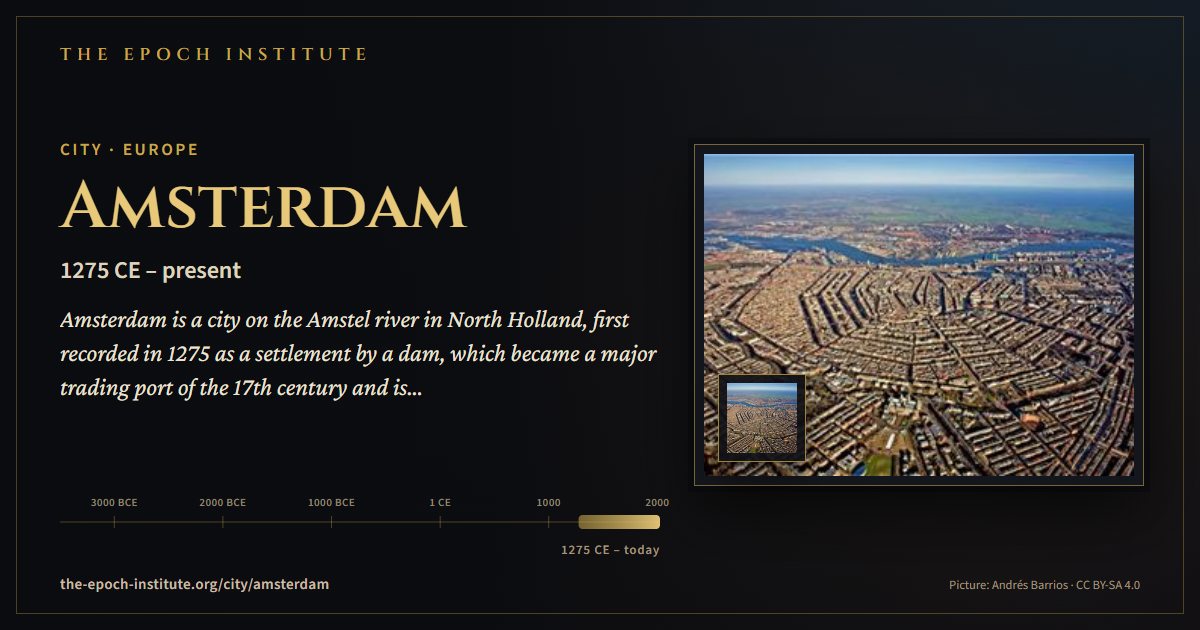 THE EPOCH INSTITUTE
CITY · EUROPE
AMSTERDAM
1275 CE – present
Amsterdam is a city on the Amstel river in North Holland, first
recorded in 1275 as a settlement by a dam, which became a major
trading port of the 17th century and is...
3000 BCE 2000 BCE 1000 BCE 1 CE 1000 2000
1275 CE – today
the-epoch-institute.org/city/amsterdam
Picture: Andrés Barrios · CC BY-SA 4.0